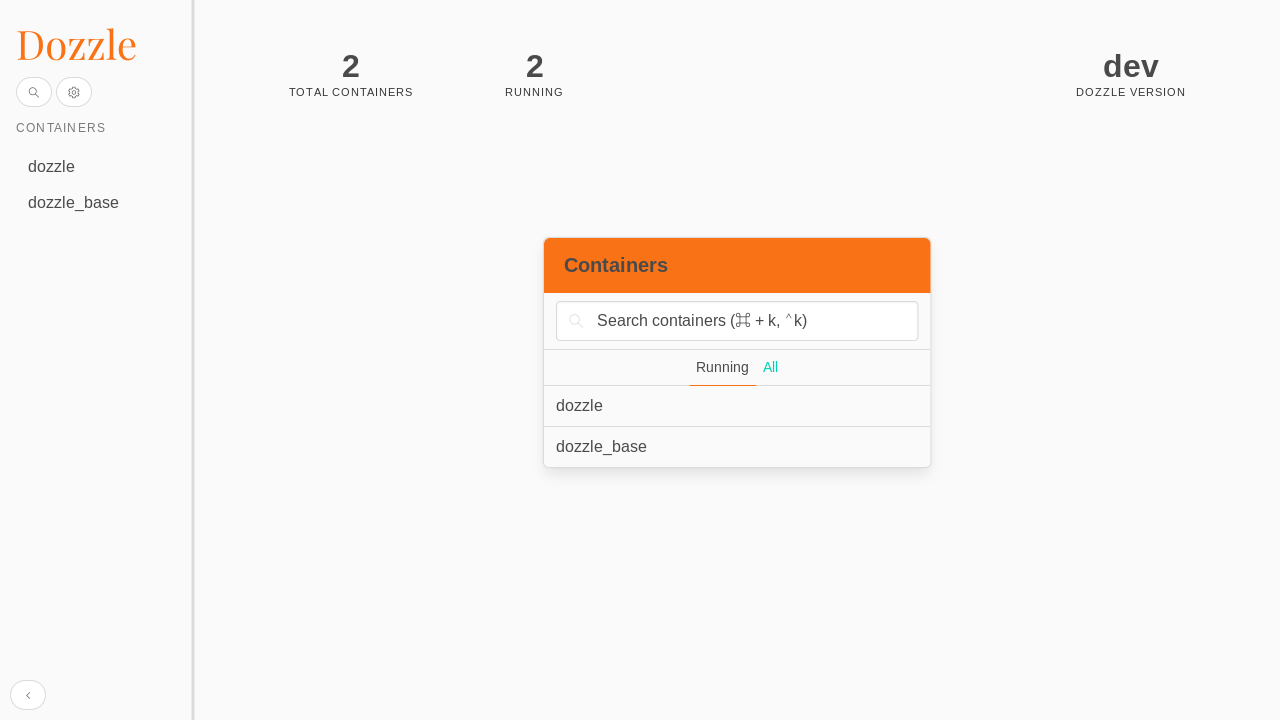 Dozzle
CONTAINERS
dozzle
dozzle_base
2
TOTAL CONTAINERS
2
RUNNING
dev
DOZZLE VERSION
Containers
Search containers (⌘ + k, ⌃k)
Running All
dozzle
dozzle_base